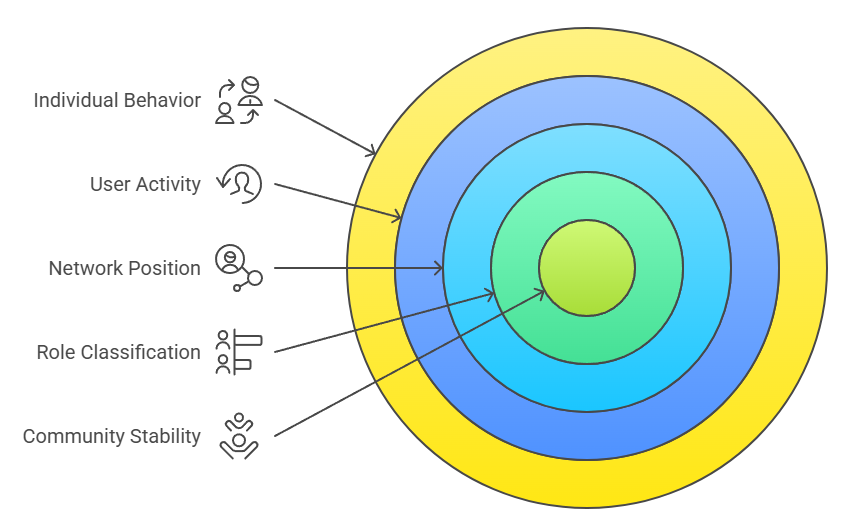 Individual Behavior
User Activity
Network Position
Role Classification
Community Stability